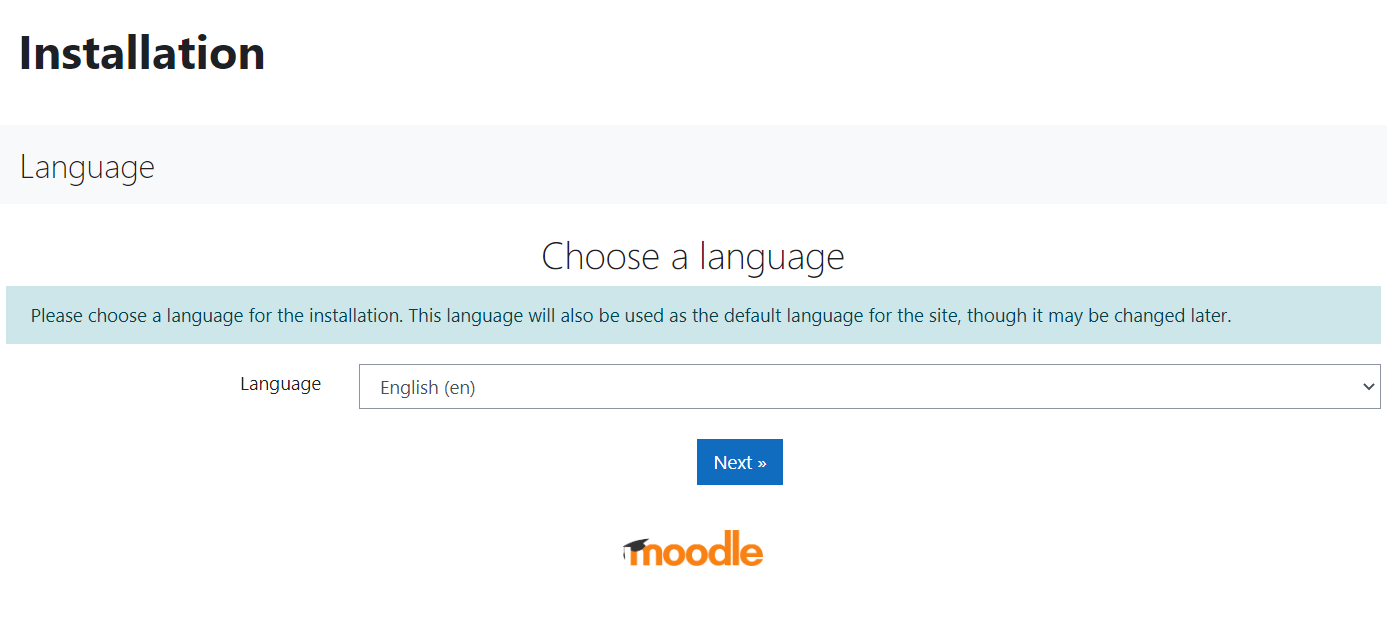 Installation
Language
Choose a language
Please choose a language for the installation. This language will also be used as the default language for the site, though it may be changed later.
Language
English (en)
Next »
moodle